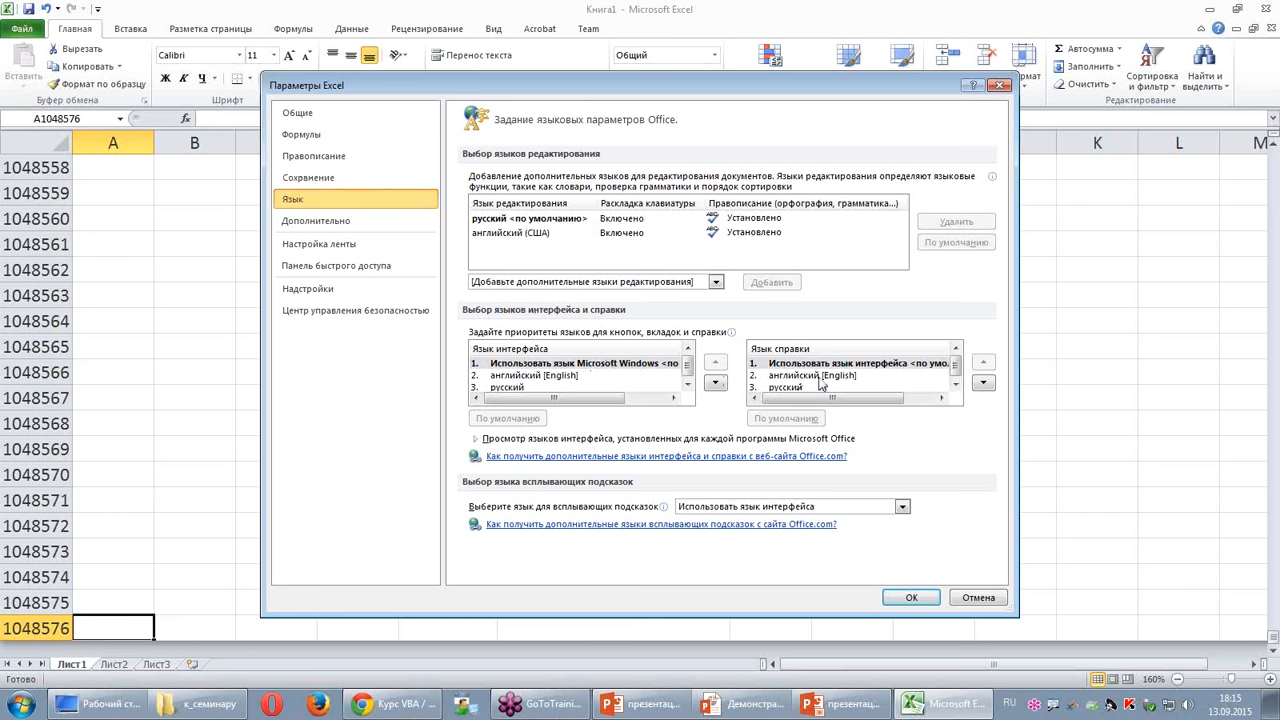 Книга1 - Microsoft Excel
Файл Главная Вставка Разметка страницы Формулы Данные Рецензирование Вид Acrobat Team
Вставить
Вырезать
Копировать
Формат по образцу
Буфер обмена
Calibri 11
Ж К Ч
Шрифт
Перенос текста
Общий
Автосумма
Заполнить
Очистить
Сортировка и фильтр
Найти и выделить
Редактирование
A1048576 fx
A B K L M
1048558
1048559
1048560
1048561
1048562
1048563
1048564
1048565
1048566
1048567
1048568
1048569
1048570
1048571
1048572
1048573
1048574
1048575
1048576
Параметры Excel
Общие
Формулы
Правописание
Сохранение
Язык
Дополнительно
Настройка ленты
Панель быстрого доступа
Надстройки
Центр управления безопасностью
Задание языковых параметров Office.
Выбор языков редактирования
Добавление дополнительных языков для редактирования документов. Языки редактирования определяют языковые
функции, такие как словари, проверка грамматики и порядок сортировки
Язык редактирования Раскладка клавиатуры Правописание (орфография, грамматика...)
русский <по умолчанию> Включено Установлено
английский (США) Включено Установлено
Удалить
По умолчанию
[Добавьте дополнительные языки редактирования] Добавить
Выбор языков интерфейса и справки
Задайте приоритеты языков для кнопок, вкладок и справки
Язык интерфейса
1. Использовать язык Microsoft Windows <по
2. английский [English]
3. русский
По умолчанию
Язык справки
1. Использовать язык интерфейса <по умо.
2. английский [English]
3. русский
По умолчанию
Просмотр языков интерфейса, установленных для каждой программы Microsoft Office
Как получить дополнительные языки интерфейса и справки с веб-сайта Office.com?
Выбор языка всплывающих подсказок
Выберите язык для всплывающих подсказок Использовать язык интерфейса
Как получить дополнительные языки всплывающих подсказок с сайта Office.com?
OK Отмена
Лист1 Лист2 Лист3
Готово 160%
Рабочий ст... к_семинару Курс VBA / ... GoToTraini... презентац... Демонстра... презентац... Microsoft E... RU 18:15
13.09.2015